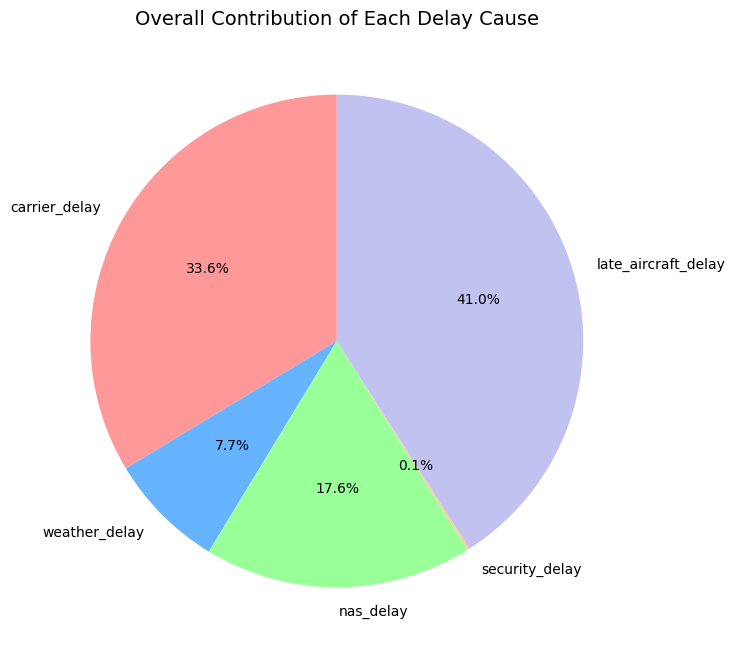 Overall Contribution of Each Delay Cause
carrier_delay
33.6%
late_aircraft_delay
41.0%
7.7%
0.1%
17.6%
weather_delay
security_delay
nas_delay